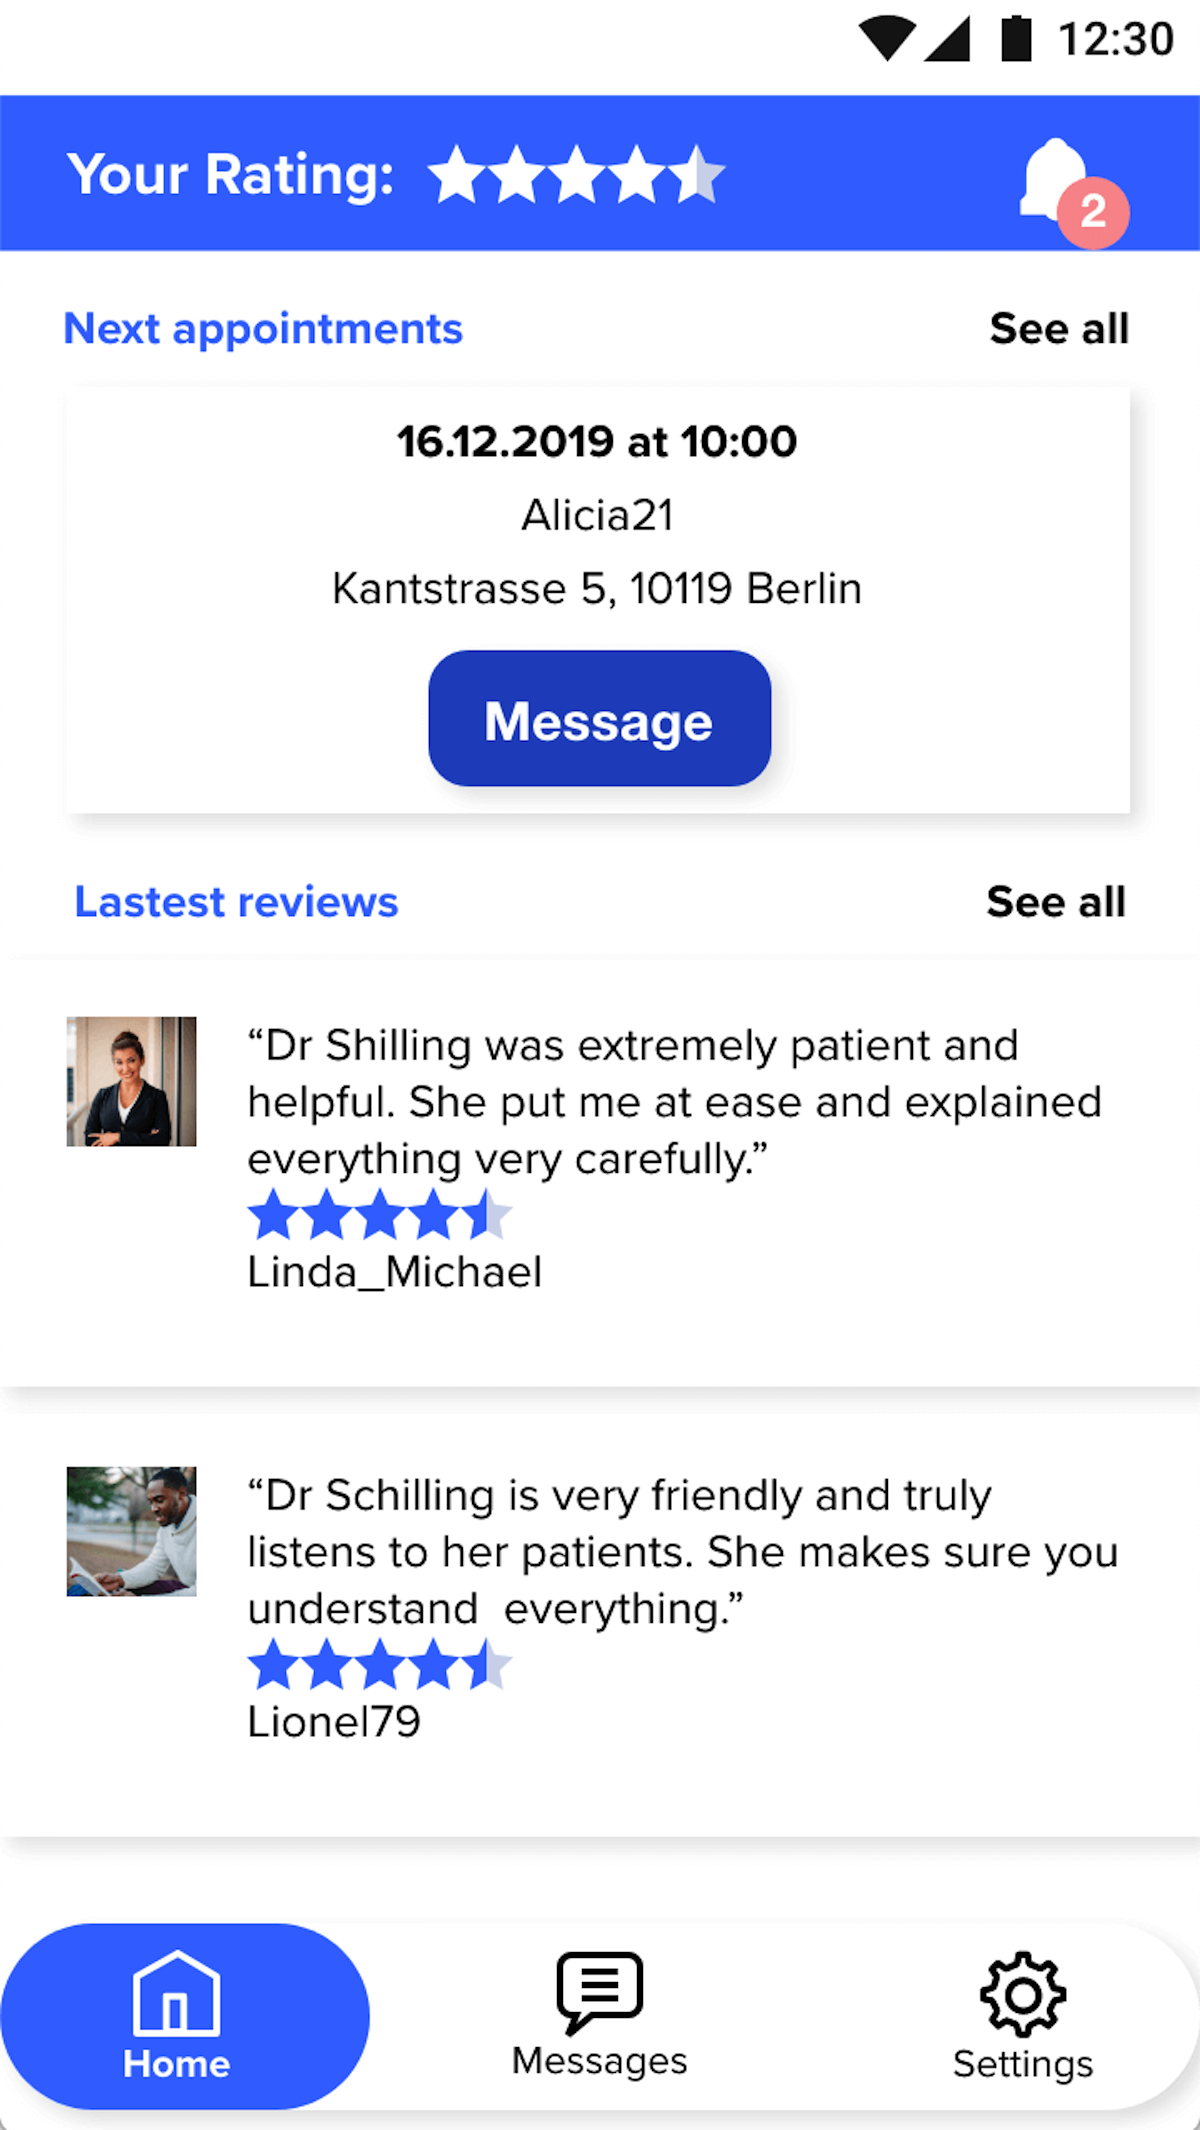 12:30
Your Rating:
2
Next appointments
See all
16.12.2019 at 10:00
Alicia21
Kantstrasse 5, 10119 Berlin
Message
Lastest reviews
See all
“Dr Shilling was extremely patient and
helpful. She put me at ease and explained
everything very carefully.”
Linda_Michael
“Dr Schilling is very friendly and truly
listens to her patients. She makes sure you
understand  everything.”
Lionel79
Home
Messages
Settings